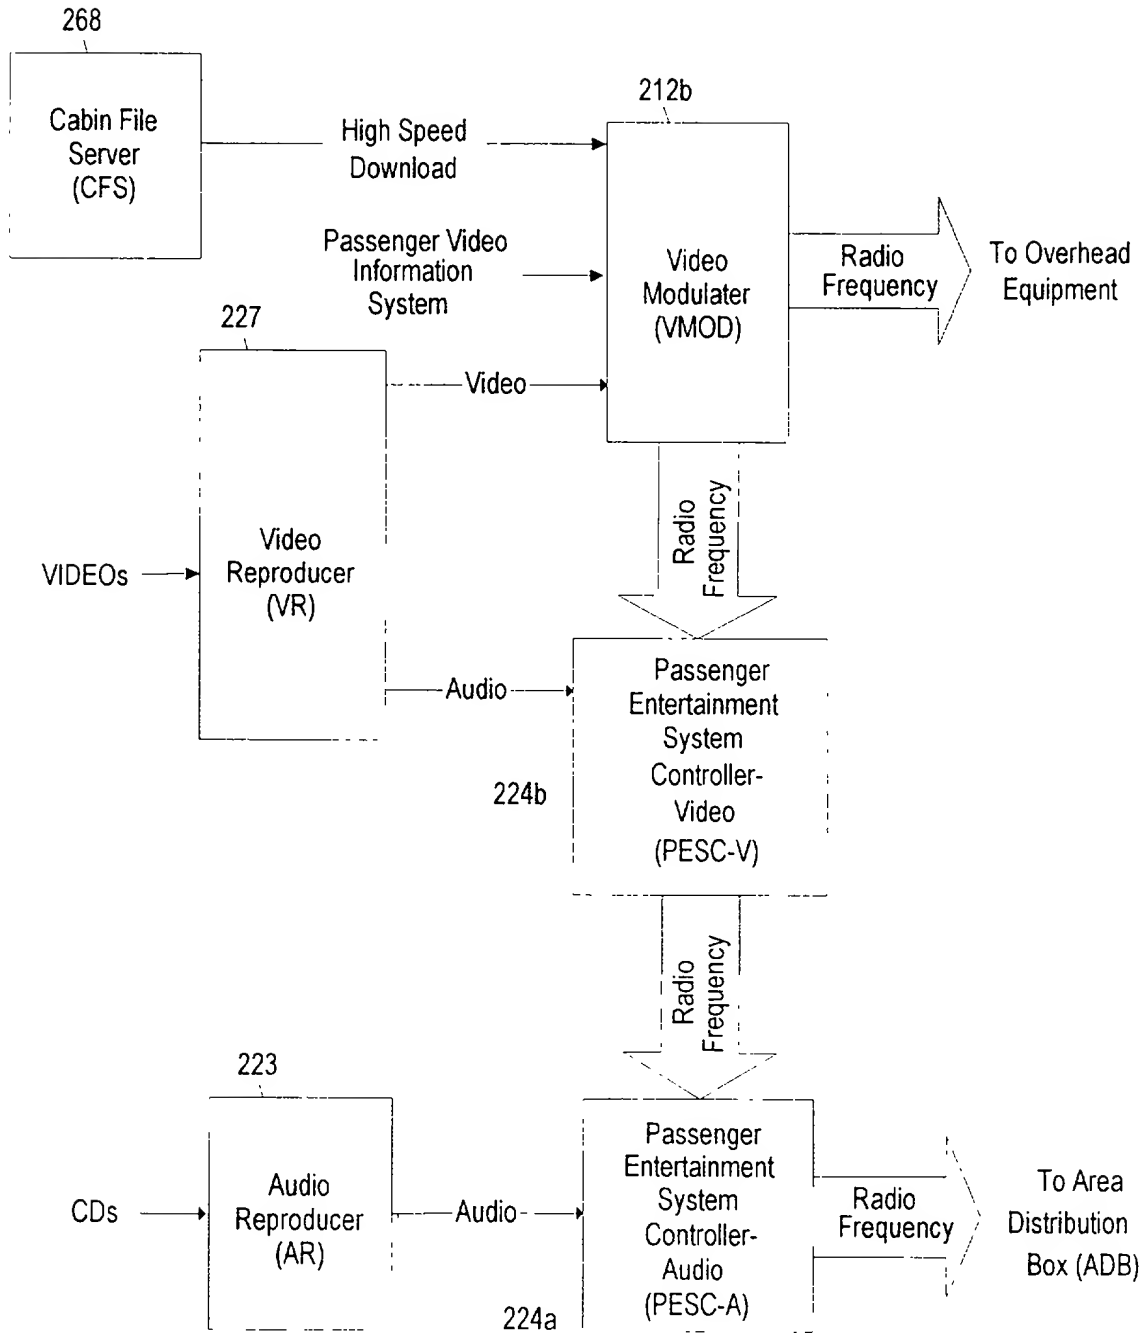 268
Cabin File
Server
(CFS)
High Speed
Download
212b
Passenger Video
Information
System
Video
Modulater
(VMOD)
Radio
Frequency
To Overhead
Equipment
227
Video
VIDEOs
Video
Reproducer
(VR)
Radio
Frequency
Audio
Passenger
Entertainment
System
Controller-
Video
(PESC-V)
224b
Radio
Frequency
223
CDs
Audio
Reproducer
(AR)
Audio
Passenger
Entertainment
System
Controller-
Audio
(PESC-A)
224a
Radio
Frequency
To Area
Distribution
Box (ADB)